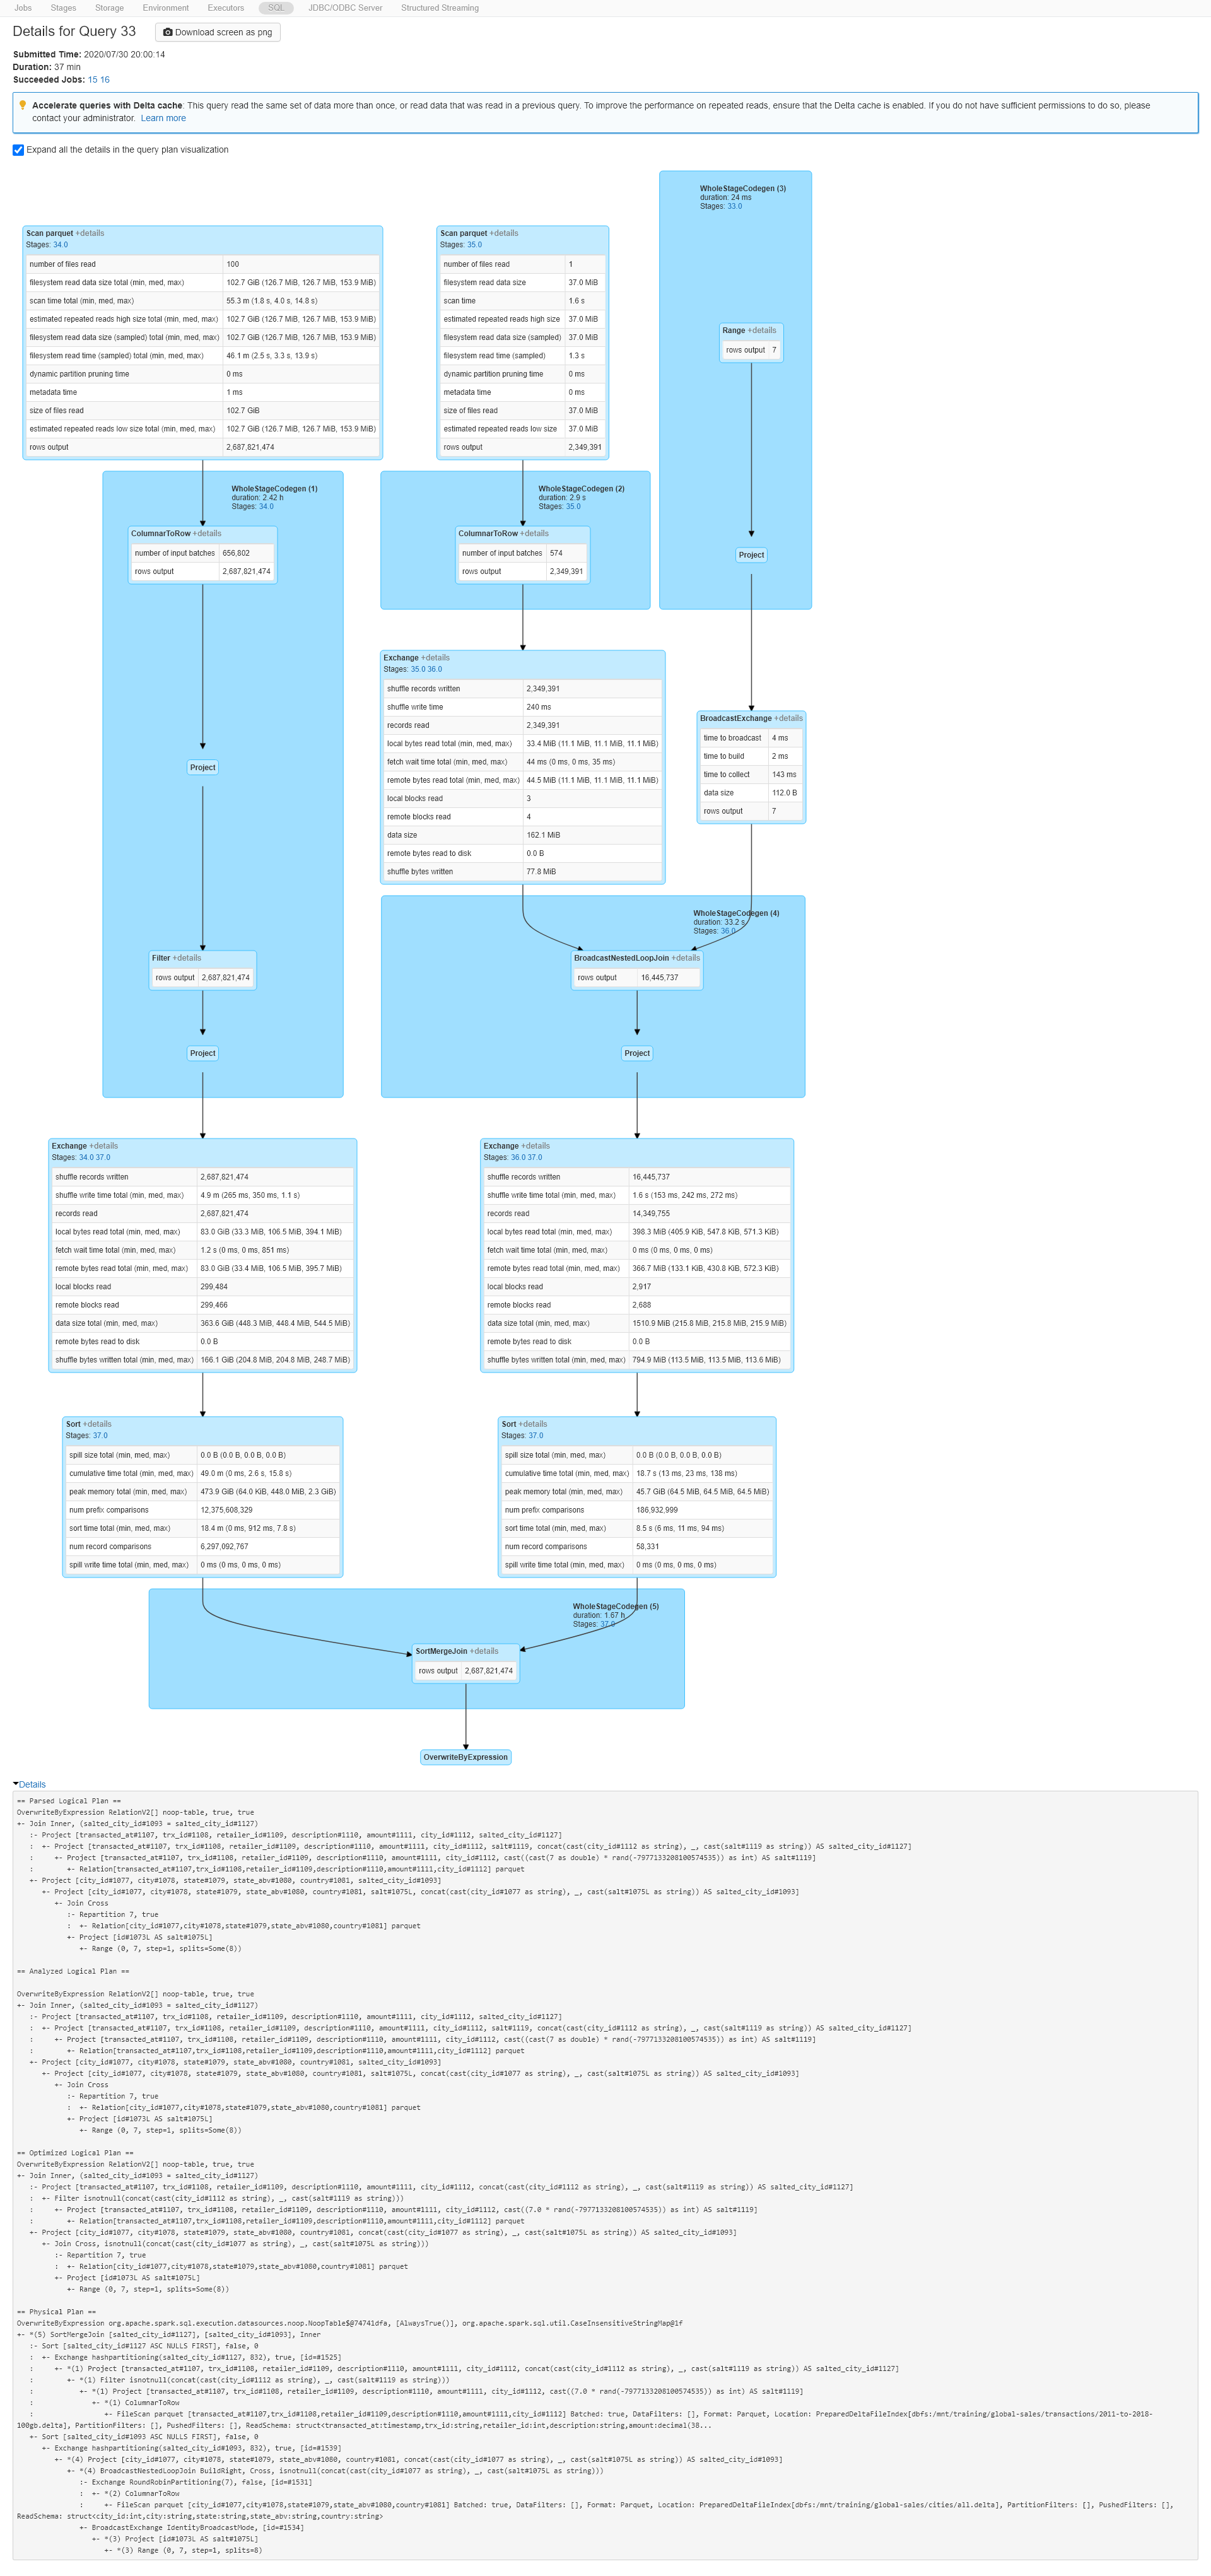 Jobs Stages Storage Environment Executors SQL JDBC/ODBC Server Structured Streaming
Details for Query 33
Download screen as png
Submitted Time: 2020/07/30 20:00:14
Duration: 37 min
Succeeded Jobs: 15 16
Accelerate queries with Delta cache: This query read the same set of data more than once, or read data that was read in a previous query. To improve the performance on repeated reads, ensure that the Delta cache is enabled. If you do not have sufficient permissions to do so, please
contact your administrator. Learn more
Expand all the details in the query plan visualization
WholeStageCodegen (3)
duration: 24 ms
Stages: 33.0
Scan parquet +details
Stages: 34.0
number of files read 100
filesystem read data size total (min, med, max) 102.7 GiB (126.7 MiB, 126.7 MiB, 153.9 MiB)
scan time total (min, med, max) 55.3 m (1.8 s, 4.0 s, 14.8 s)
estimated repeated reads high size total (min, med, max) 102.7 GiB (126.7 MiB, 126.7 MiB, 153.9 MiB)
filesystem read data size (sampled) total (min, med, max) 102.7 GiB (126.7 MiB, 126.7 MiB, 153.9 MiB)
filesystem read time (sampled) total (min, med, max) 46.1 m (2.5 s, 3.3 s, 13.9 s)
dynamic partition pruning time 0 ms
metadata time 1 ms
size of files read 102.7 GiB
estimated repeated reads low size total (min, med, max) 102.7 GiB (126.7 MiB, 126.7 MiB, 153.9 MiB)
rows output 2,687,821,474
Scan parquet +details
Stages: 35.0
number of files read 1
filesystem read data size 37.0 MiB
scan time 1.6 s
estimated repeated reads high size 37.0 MiB
filesystem read data size (sampled) 37.0 MiB
filesystem read time (sampled) 1.3 s
dynamic partition pruning time 0 ms
metadata time 0 ms
size of files read 37.0 MiB
estimated repeated reads low size 37.0 MiB
rows output 2,349,391
Range +details
rows output 7
WholeStageCodegen (1)
duration: 2.42 h
Stages: 34.0
ColumnarToRow +details
number of input batches 656,802
rows output 2,687,821,474
WholeStageCodegen (2)
duration: 2.9 s
Stages: 35.0
ColumnarToRow +details
number of input batches 574
rows output 2,349,391
Project
Exchange +details
Stages: 35.0 36.0
shuffle records written 2,349,391
shuffle write time 240 ms
records read 2,349,391
local bytes read total (min, med, max) 33.4 MiB (11.1 MiB, 11.1 MiB, 11.1 MiB)
fetch wait time total (min, med, max) 44 ms (0 ms, 0 ms, 35 ms)
remote bytes read total (min, med, max) 44.5 MiB (11.1 MiB, 11.1 MiB, 11.1 MiB)
local blocks read 3
remote blocks read 4
data size 162.1 MiB
remote bytes read to disk 0.0 B
shuffle bytes written 77.8 MiB
BroadcastExchange +details
time to broadcast 4 ms
time to build 2 ms
time to collect 143 ms
data size 112.0 B
rows output 7
Project
WholeStageCodegen (4)
duration: 33.2 s
Stages: 36.0
Filter +details
rows output 2,687,821,474
BroadcastNestedLoopJoin +details
rows output 16,445,737
Project
Project
Exchange +details
Stages: 34.0 37.0
shuffle records written 2,687,821,474
shuffle write time total (min, med, max) 4.9 m (265 ms, 350 ms, 1.1 s)
records read 2,687,821,474
local bytes read total (min, med, max) 83.0 GiB (33.3 MiB, 106.5 MiB, 394.1 MiB)
fetch wait time total (min, med, max) 1.2 s (0 ms, 0 ms, 851 ms)
remote bytes read total (min, med, max) 83.0 GiB (33.4 MiB, 106.5 MiB, 395.7 MiB)
local blocks read 299,484
remote blocks read 299,466
data size total (min, med, max) 363.6 GiB (448.3 MiB, 448.4 MiB, 544.5 MiB)
remote bytes read to disk 0.0 B
shuffle bytes written total (min, med, max) 166.1 GiB (204.8 MiB, 204.8 MiB, 248.7 MiB)
Exchange +details
Stages: 36.0 37.0
shuffle records written 16,445,737
shuffle write time total (min, med, max) 1.6 s (153 ms, 242 ms, 272 ms)
records read 14,349,755
local bytes read total (min, med, max) 398.3 MiB (405.9 KiB, 547.8 KiB, 571.3 KiB)
fetch wait time total (min, med, max) 0 ms (0 ms, 0 ms, 0 ms)
remote bytes read total (min, med, max) 366.7 MiB (133.1 KiB, 430.8 KiB, 572.3 KiB)
local blocks read 2,917
remote blocks read 2,688
data size total (min, med, max) 1510.9 MiB (215.8 MiB, 215.8 MiB, 215.9 MiB)
remote bytes read to disk 0.0 B
shuffle bytes written total (min, med, max) 794.9 MiB (113.5 MiB, 113.5 MiB, 113.6 MiB)
Sort +details
Stages: 37.0
spill size total (min, med, max) 0.0 B (0.0 B, 0.0 B, 0.0 B)
cumulative time total (min, med, max) 49.0 m (0 ms, 2.6 s, 15.8 s)
peak memory total (min, med, max) 473.9 GiB (64.0 KiB, 448.0 MiB, 2.3 GiB)
num prefix comparisons 12,375,608,329
sort time total (min, med, max) 18.4 m (0 ms, 912 ms, 7.8 s)
num record comparisons 6,297,092,767
spill write time total (min, med, max) 0 ms (0 ms, 0 ms, 0 ms)
Sort +details
Stages: 37.0
spill size total (min, med, max) 0.0 B (0.0 B, 0.0 B, 0.0 B)
cumulative time total (min, med, max) 18.7 s (13 ms, 23 ms, 138 ms)
peak memory total (min, med, max) 45.7 GiB (64.5 MiB, 64.5 MiB, 64.5 MiB)
num prefix comparisons 186,932,999
sort time total (min, med, max) 8.5 s (6 ms, 11 ms, 94 ms)
num record comparisons 58,331
spill write time total (min, med, max) 0 ms (0 ms, 0 ms, 0 ms)
WholeStageCodegen (5)
duration: 1.67 h
Stages: 37.0
SortMergeJoin +details
rows output 2,687,821,474
OverwriteByExpression
Details
== Parsed Logical Plan ==
OverwriteByExpression RelationV2[] noop-table, true, true
+- Join Inner, (salted_city_id#1093 = salted_city_id#1127)
:- Project [transacted_at#1107, trx_id#1108, retailer_id#1109, description#1110, amount#1111, city_id#1112, salted_city_id#1127]
: +- Project [transacted_at#1107, trx_id#1108, retailer_id#1109, description#1110, amount#1111, city_id#1112, salt#1119, concat(cast(city_id#1112 as string), _, cast(salt#1119 as string)) AS salted_city_id#1127]
: +- Project [transacted_at#1107, trx_id#1108, retailer_id#1109, description#1110, amount#1111, city_id#1112, cast((cast(7 as double) * rand(-7977133208100574535)) as int) AS salt#1119]
: +- Relation[transacted_at#1107,trx_id#1108,retailer_id#1109,description#1110,amount#1111,city_id#1112] parquet
+- Project [city_id#1077, city#1078, state#1079, state_abv#1080, country#1081, salted_city_id#1093]
+- Project [city_id#1077, city#1078, state#1079, state_abv#1080, country#1081, salt#1075L, concat(cast(city_id#1077 as string), _, cast(salt#1075L as string)) AS salted_city_id#1093]
+- Join Cross
:- Repartition 7, true
: +- Relation[city_id#1077,city#1078,state#1079,state_abv#1080,country#1081] parquet
+- Project [id#1073L AS salt#1075L]
+- Range (0, 7, step=1, splits=Some(8))
== Analyzed Logical Plan ==
OverwriteByExpression RelationV2[] noop-table, true, true
+- Join Inner, (salted_city_id#1093 = salted_city_id#1127)
:- Project [transacted_at#1107, trx_id#1108, retailer_id#1109, description#1110, amount#1111, city_id#1112, salted_city_id#1127]
: +- Project [transacted_at#1107, trx_id#1108, retailer_id#1109, description#1110, amount#1111, city_id#1112, salt#1119, concat(cast(city_id#1112 as string), _, cast(salt#1119 as string)) AS salted_city_id#1127]
: +- Project [transacted_at#1107, trx_id#1108, retailer_id#1109, description#1110, amount#1111, city_id#1112, cast((cast(7 as double) * rand(-7977133208100574535)) as int) AS salt#1119]
: +- Relation[transacted_at#1107,trx_id#1108,retailer_id#1109,description#1110,amount#1111,city_id#1112] parquet
+- Project [city_id#1077, city#1078, state#1079, state_abv#1080, country#1081, salted_city_id#1093]
+- Project [city_id#1077, city#1078, state#1079, state_abv#1080, country#1081, salt#1075L, concat(cast(city_id#1077 as string), _, cast(salt#1075L as string)) AS salted_city_id#1093]
+- Join Cross
:- Repartition 7, true
: +- Relation[city_id#1077,city#1078,state#1079,state_abv#1080,country#1081] parquet
+- Project [id#1073L AS salt#1075L]
+- Range (0, 7, step=1, splits=Some(8))
== Optimized Logical Plan ==
OverwriteByExpression RelationV2[] noop-table, true, true
+- Join Inner, (salted_city_id#1093 = salted_city_id#1127)
:- Project [transacted_at#1107, trx_id#1108, retailer_id#1109, description#1110, amount#1111, city_id#1112, concat(cast(city_id#1112 as string), _, cast(salt#1119 as string)) AS salted_city_id#1127]
: +- Filter isnotnull(concat(cast(city_id#1112 as string), _, cast(salt#1119 as string)))
: +- Project [transacted_at#1107, trx_id#1108, retailer_id#1109, description#1110, amount#1111, city_id#1112, cast((7.0 * rand(-7977133208100574535)) as int) AS salt#1119]
: +- Relation[transacted_at#1107,trx_id#1108,retailer_id#1109,description#1110,amount#1111,city_id#1112] parquet
+- Project [city_id#1077, city#1078, state#1079, state_abv#1080, country#1081, concat(cast(city_id#1077 as string), _, cast(salt#1075L as string)) AS salted_city_id#1093]
+- Join Cross, isnotnull(concat(cast(city_id#1077 as string), _, cast(salt#1075L as string)))
:- Repartition 7, true
: +- Relation[city_id#1077,city#1078,state#1079,state_abv#1080,country#1081] parquet
+- Project [id#1073L AS salt#1075L]
+- Range (0, 7, step=1, splits=Some(8))
== Physical Plan ==
OverwriteByExpression org.apache.spark.sql.execution.datasources.noop.NoopTable$@74741dfa, [AlwaysTrue()], org.apache.spark.sql.util.CaseInsensitiveStringMap@1f
+- *(5) SortMergeJoin [salted_city_id#1127], [salted_city_id#1093], Inner
:- Sort [salted_city_id#1127 ASC NULLS FIRST], false, 0
: +- Exchange hashpartitioning(salted_city_id#1127, 832), true, [id=#1525]
: +- *(1) Project [transacted_at#1107, trx_id#1108, retailer_id#1109, description#1110, amount#1111, city_id#1112, concat(cast(city_id#1112 as string), _, cast(salt#1119 as string)) AS salted_city_id#1127]
: +- *(1) Filter isnotnull(concat(cast(city_id#1112 as string), _, cast(salt#1119 as string)))
: +- *(1) Project [transacted_at#1107, trx_id#1108, retailer_id#1109, description#1110, amount#1111, city_id#1112, cast((7.0 * rand(-7977133208100574535)) as int) AS salt#1119]
: +- *(1) ColumnarToRow
: +- FileScan parquet [transacted_at#1107,trx_id#1108,retailer_id#1109,description#1110,amount#1111,city_id#1112] Batched: true, DataFilters: [], Format: Parquet, Location: PreparedDeltaFileIndex[dbfs:/mnt/training/global-sales/transactions/2011-to-2018-
100gb.delta], PartitionFilters: [], PushedFilters: [], ReadSchema: struct<transacted_at:timestamp,trx_id:string,retailer_id:int,description:string,amount:decimal(38...
+- Sort [salted_city_id#1093 ASC NULLS FIRST], false, 0
+- Exchange hashpartitioning(salted_city_id#1093, 832), true, [id=#1539]
+- *(4) Project [city_id#1077, city#1078, state#1079, state_abv#1080, country#1081, concat(cast(city_id#1077 as string), _, cast(salt#1075L as string)) AS salted_city_id#1093]
+- *(4) BroadcastNestedLoopJoin BuildRight, Cross, isnotnull(concat(cast(city_id#1077 as string), _, cast(salt#1075L as string)))
:- Exchange RoundRobinPartitioning(7), false, [id=#1531]
: +- *(2) ColumnarToRow
: +- FileScan parquet [city_id#1077,city#1078,state#1079,state_abv#1080,country#1081] Batched: true, DataFilters: [], Format: Parquet, Location: PreparedDeltaFileIndex[dbfs:/mnt/training/global-sales/cities/all.delta], PartitionFilters: [], PushedFilters: [],
ReadSchema: struct<city_id:int,city:string,state:string,state_abv:string,country:string>
+- BroadcastExchange IdentityBroadcastMode, [id=#1534]
+- *(3) Project [id#1073L AS salt#1075L]
+- *(3) Range (0, 7, step=1, splits=8)